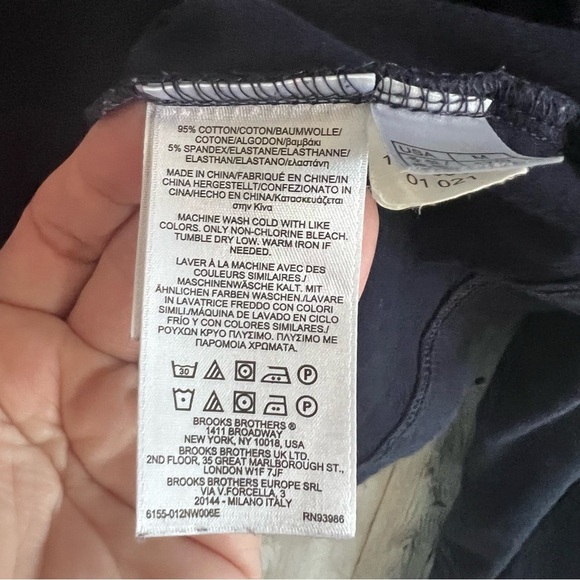 95% COTTON/COTON/BAUMWOLLE/
COTONE/ALGODON/βαμβάκι
5% SPANDEX/ELASTANE/ELASTHANNE/
ELASTHAN/ELASTANO/ελαστάνη
MADE IN CHINA/FABRIQUÉ EN CHINE/IN
CHINA HERGESTELLT/CONFEZIONATO IN
CINA/HECHO EN CHINA/Κατασκευάζεται
στην Κίνα
MACHINE WASH COLD WITH LIKE
COLORS. ONLY NON-CHLORINE BLEACH.
TUMBLE DRY LOW. WARM IRON IF
NEEDED.
LAVER À LA MACHINE AVEC DES
COULEURS SIMILAIRES./
MASCHINENWÄSCHE KALT. MIT
ÄHNLICHEN FARBEN WASCHEN./LAVARE
IN LAVATRICE FREDDO CON COLORI
SIMILI./MÁQUINA DE LAVADO EN CICLO
FRÍO Y CON COLORES SIMILARES./
ΡΟΥΧΩΝ ΚΡΥΟ ΠΛΥΣΙΜΟ. ΠΛΥΣΙΜΟ ΜΕ
ΠΑΡΟΜΟΙΑ ΧΡΩΜΑΤΑ.
30 P
P
BROOKS BROTHERS ®
1411 BROADWAY
NEW YORK, NY 10018, USA
BROOKS BROTHERS UK LTD.
2ND FLOOR, 35 GREAT MARLBOROUGH ST.,
LONDON W1F 7JF
BROOKS BROTHERS EUROPE SRL
VIA V.FORCELLA, 3
20144 - MILANO ITALY
6155-012NW006E RN93986
USA M
01 021